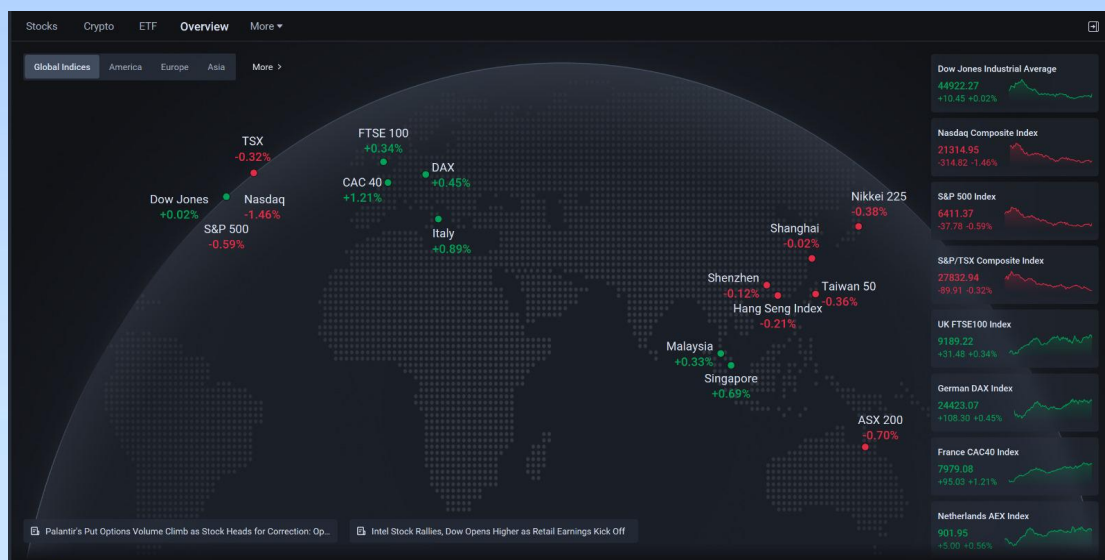 Stocks Crypto ETF Overview More
Global Indices America Europe Asia More >
TSX
-0.32%
Dow Jones
+0.02%
Nasdaq
-1.46%
S&P 500
-0.59%
FTSE 100
+0.34%
CAC 40
+1.21%
DAX
+0.45%
Italy
+0.89%
Nikkei 225
-0.38%
Shanghai
-0.02%
Shenzhen
-0.12%
Taiwan 50
-0.36%
Hang Seng Index
-0.21%
Malaysia
+0.33%
Singapore
+0.69%
ASX 200
-0.70%
Dow Jones Industrial Average
44922.27
+10.45 +0.02%
Nasdaq Composite Index
21314.95
-314.82 -1.46%
S&P 500 Index
6411.37
-37.78 -0.59%
S&P/TSX Composite Index
27832.94
-89.91 -0.32%
UK FTSE100 Index
9189.22
+31.48 +0.34%
German DAX Index
24423.07
+108.30 +0.45%
France CAC40 Index
7979.08
+95.03 +1.21%
Netherlands AEX Index
901.95
+5.00 +0.56%
Palantir's Put Options Volume Climb as Stock Heads for Correction: Op...
Intel Stock Rallies, Dow Opens Higher as Retail Earnings Kick Off